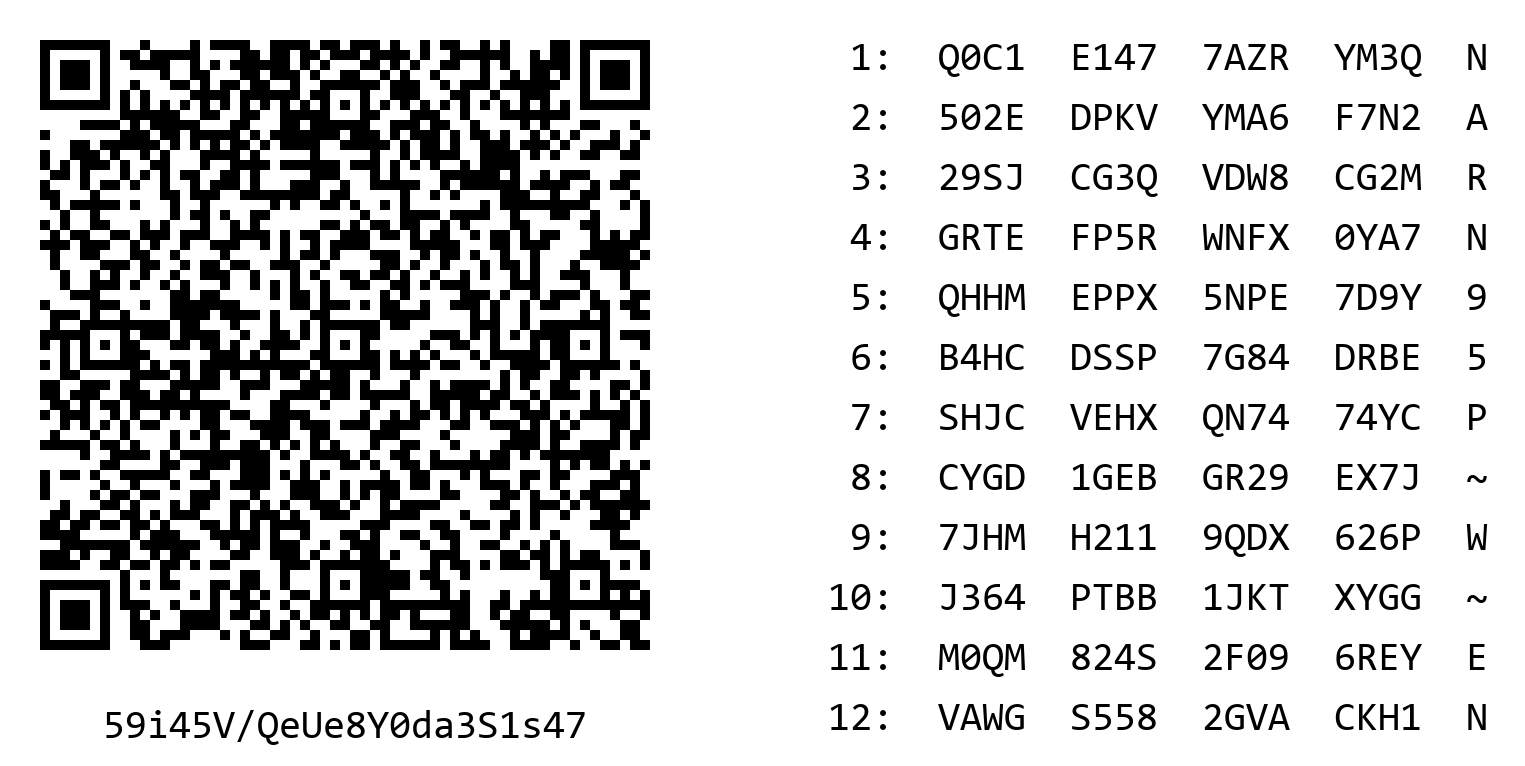 1: Q0C1 E147 7AZR YM3Q N
2: 502E DPKV YMA6 F7N2 A
3: 29SJ CG3Q VDW8 CG2M R
4: GRTE FP5R WNFX 0YA7 N
5: QHHM EPPX 5NPE 7D9Y 9
6: B4HC DSSP 7G84 DRBE 5
7: SHJC VEHX QN74 74YC P
8: CYGD 1GEB GR29 EX7J ~
9: 7JHM H211 9QDX 626P W
10: J364 PTBB 1JKT XYGG ~
11: M0QM 824S 2F09 6REY E
12: VAWG S558 2GVA CKH1 N
59i45V/QeUe8Y0da3S1s47